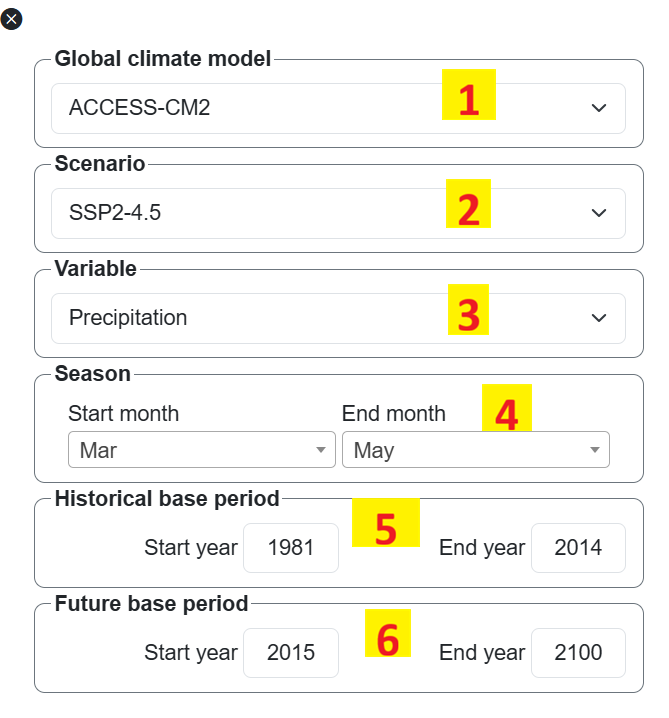 Global climate model
ACCESS-CM2 1
Scenario
SSP2-4.5 2
Variable
Precipitation 3
Season
Start month End month 4
Mar May
Historical base period
Start year 1981 5 End year 2014
Future base period
Start year 2015 6 End year 2100